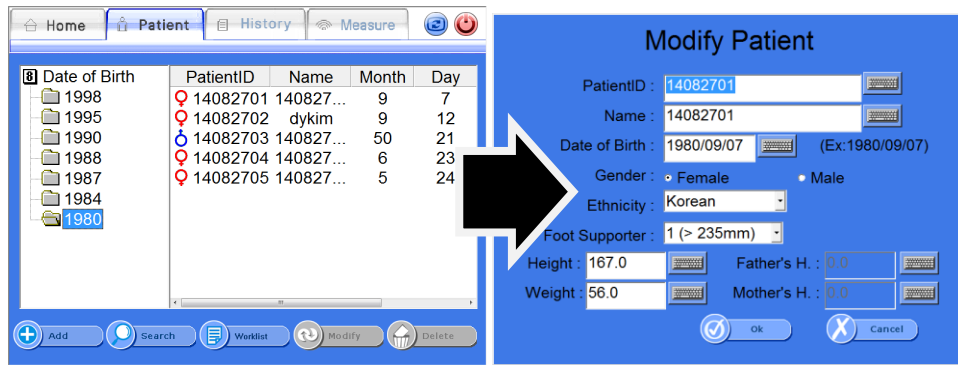 Home Patient History Measure
8 Date of Birth
1998
1995
1990
1988
1987
1984
1980
PatientID Name Month Day
14082701 140827... 9 7
14082702 dykim 9 12
14082703 140827... 50 21
14082704 140827... 6 23
14082705 140827... 5 24
Add Search Worklist Modify Delete
Modify Patient
PatientID : 14082701
Name : 14082701
Date of Birth : 1980/09/07 (Ex:1980/09/07)
Gender : Female Male
Ethnicity : Korean
Foot Supporter : 1 (> 235mm)
Height : 167.0 Father's H. : 0.0
Weight : 56.0 Mother's H. : 0.0
Ok Cancel